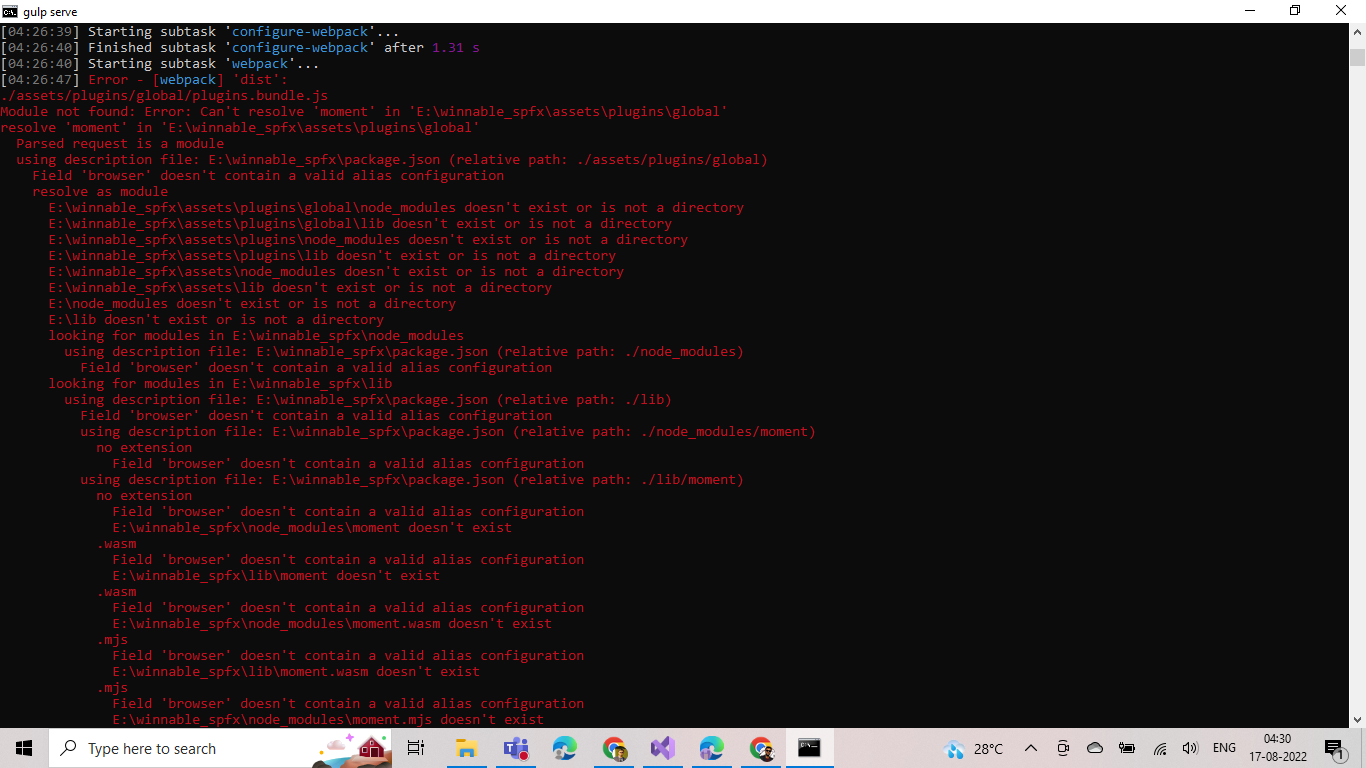 gulp serve
[04:26:39] Starting subtask 'configure-webpack'...
[04:26:40] Finished subtask 'configure-webpack' after 1.31 s
[04:26:40] Starting subtask 'webpack'...
[04:26:47] Error - [webpack] 'dist':
./assets/plugins/global/plugins.bundle.js
Module not found: Error: Can't resolve 'moment' in 'E:\winnable_spfx\assets\plugins\global'
resolve 'moment' in 'E:\winnable_spfx\assets\plugins\global'
Parsed request is a module
using description file: E:\winnable_spfx\package.json (relative path: ./assets/plugins/global)
Field 'browser' doesn't contain a valid alias configuration
resolve as module
E:\winnable_spfx\assets\plugins\global\node_modules doesn't exist or is not a directory
E:\winnable_spfx\assets\plugins\global\lib doesn't exist or is not a directory
E:\winnable_spfx\assets\plugins\node_modules doesn't exist or is not a directory
E:\winnable_spfx\assets\plugins\lib doesn't exist or is not a directory
E:\winnable_spfx\assets\node_modules doesn't exist or is not a directory
E:\winnable_spfx\assets\lib doesn't exist or is not a directory
E:\node_modules doesn't exist or is not a directory
E:\lib doesn't exist or is not a directory
looking for modules in E:\winnable_spfx\node_modules
using description file: E:\winnable_spfx\package.json (relative path: ./node_modules)
Field 'browser' doesn't contain a valid alias configuration
looking for modules in E:\winnable_spfx\lib
using description file: E:\winnable_spfx\package.json (relative path: ./lib)
Field 'browser' doesn't contain a valid alias configuration
using description file: E:\winnable_spfx\package.json (relative path: ./node_modules/moment)
no extension
Field 'browser' doesn't contain a valid alias configuration
using description file: E:\winnable_spfx\package.json (relative path: ./lib/moment)
no extension
Field 'browser' doesn't contain a valid alias configuration
E:\winnable_spfx\node_modules\moment doesn't exist
.wasm
Field 'browser' doesn't contain a valid alias configuration
E:\winnable_spfx\lib\moment doesn't exist
.wasm
Field 'browser' doesn't contain a valid alias configuration
E:\winnable_spfx\node_modules\moment.wasm doesn't exist
.mjs
Field 'browser' doesn't contain a valid alias configuration
E:\winnable_spfx\lib\moment.wasm doesn't exist
.mjs
Field 'browser' doesn't contain a valid alias configuration
E:\winnable_spfx\node_modules\moment.mjs doesn't exist
Type here to search
28°C
ENG
04:30
17-08-2022
1